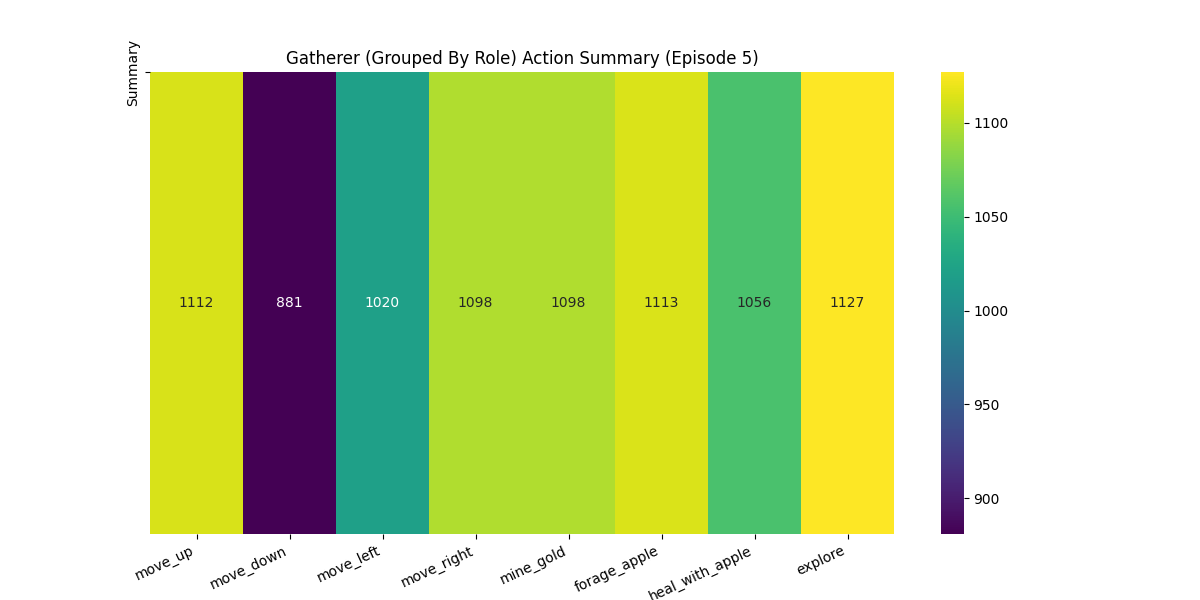 Gatherer (Grouped By Role) Action Summary (Episode 5)
Summary
1112 881 1020 1098 1098 1113 1056 1127
move_up move_down move_left move_right mine_gold forage_apple heal_with_apple explore
1100
1050
1000
950
900